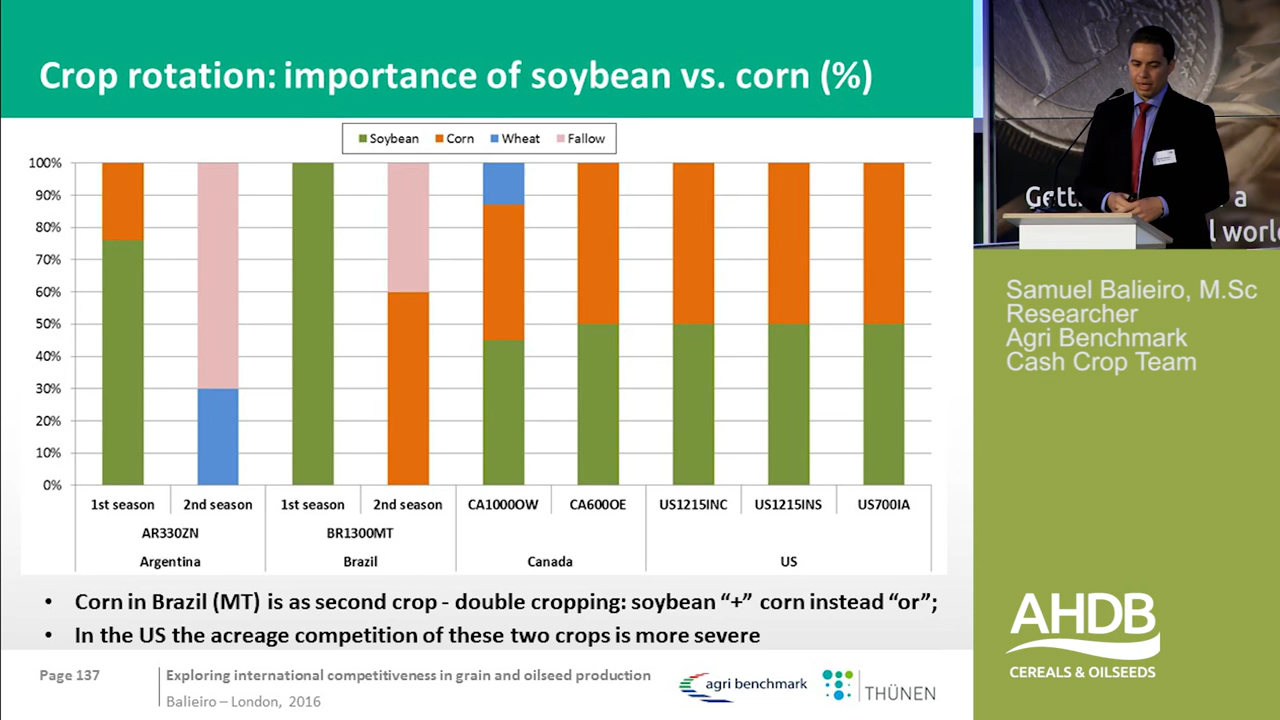 Crop rotation: importance of soybean vs. corn (%)
Soybean Corn Wheat Fallow
100%
90%
80%
70%
60%
50%
40%
30%
20%
10%
0%
1st season 2nd season 1st season 2nd season CA1000OW CA600OE US1215INC US1215INS US700IA
AR330ZN BR1300MT
Argentina Brazil Canada US
• Corn in Brazil (MT) is as second crop - double cropping: soybean “+” corn instead “or”;
• In the US the acreage competition of these two crops is more severe
Page 137
Exploring international competitiveness in grain and oilseed production
Balieiro – London, 2016
agri benchmark
THÜNEN
a
Samuel Balieiro, M.Sc
Researcher
Agri Benchmark
Cash Crop Team
AHDB
CEREALS & OILSEEDS